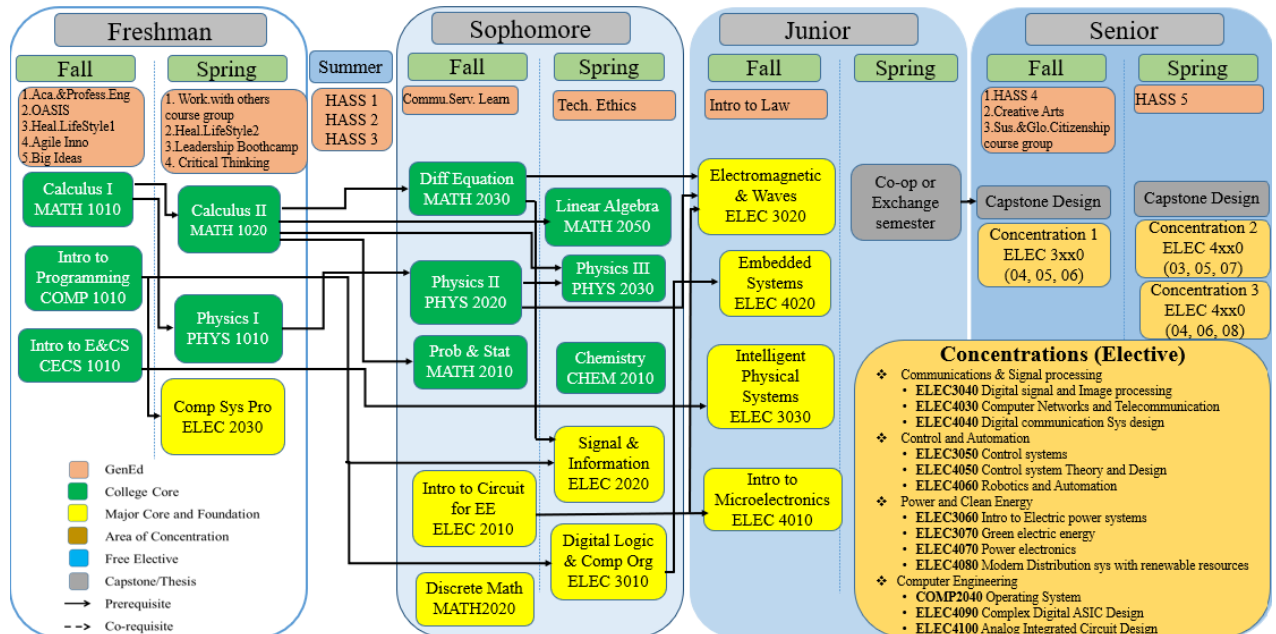 Freshman
Sophomore
Junior
Senior
Fall
Spring
Summer
Fall
Spring
Fall
Spring
Fall
Spring
1.Aca.&Profess.Eng
2.OASIS
3.Heal.LifeStyle1
4.Agile Inno
5.Big Ideas
1. Work.with others
course group
2.Heal.LifeStyle2
3.Leadership Boothcamp
4. Critical Thinking
HASS 1
HASS 2
HASS 3
Commu.Serv. Learn
Tech. Ethics
Intro to Law
1.HASS 4
2.Creative Arts
3.Sus.&Glo.Citizenship
course group
HASS 5
Calculus I
MATH 1010
Calculus II
MATH 1020
Diff Equation
MATH 2030
Linear Algebra
MATH 2050
Electromagnetic
& Waves
ELEC 3020
Co-op or
Exchange
semester
Capstone Design
Capstone Design
Intro to
Programming
COMP 1010
Physics I
PHYS 1010
Physics II
PHYS 2020
Physics III
PHYS 2030
Embedded
Systems
ELEC 4020
Concentration 1
ELEC 3xx0
(04, 05, 06)
Concentration 2
ELEC 4xx0
(03, 05, 07)
Concentration 3
ELEC 4xx0
(04, 06, 08)
Intro to E&CS
CECS 1010
Comp Sys Pro
ELEC 2030
Prob & Stat
MATH 2010
Chemistry
CHEM 2010
Intelligent
Physical
Systems
ELEC 3030
Signal &
Information
ELEC 2020
Intro to Circuit
for EE
ELEC 2010
Intro to
Microelectronics
ELEC 4010
Digital Logic
& Comp Org
ELEC 3010
Discrete Math
MATH2020
GenEd
College Core
Major Core and Foundation
Area of Concentration
Free Elective
Capstone/Thesis
Prerequisite
Co-requisite
Concentrations (Elective)
❖ Communications & Signal processing
• ELEC3040 Digital signal and Image processing
• ELEC4030 Computer Networks and Telecommunication
• ELEC4040 Digital communication Sys design
❖ Control and Automation
• ELEC3050 Control systems
• ELEC4050 Control system Theory and Design
• ELEC4060 Robotics and Automation
❖ Power and Clean Energy
• ELEC3060 Intro to Electric power systems
• ELEC3070 Green electric energy
• ELEC4070 Power electronics
• ELEC4080 Modern Distribution sys with renewable resources
❖ Computer Engineering
• COMP2040 Operating System
• ELEC4090 Complex Digital ASIC Design
• ELEC4100 Analog Integrated Circuit Design